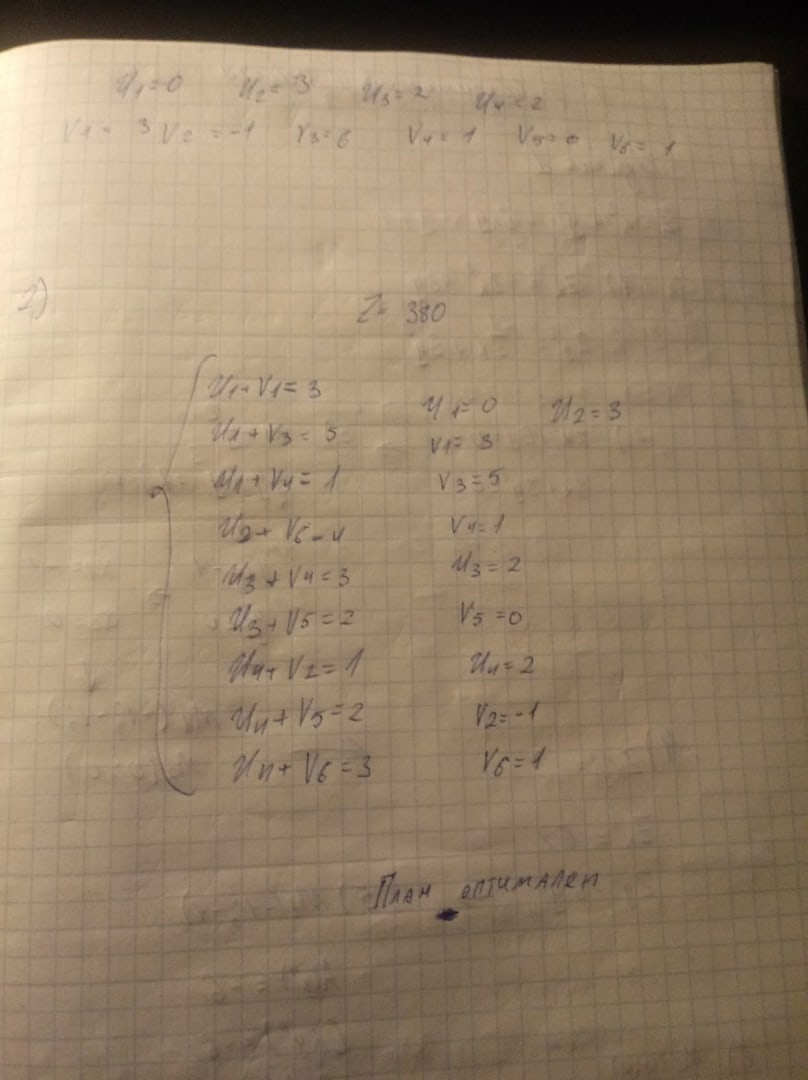 U1=0 U2=3 U3=2 U4=2
V1=3 V2=-1 V3=6 V4=1 V5=0 V6=1
2)
Z=380
U1+V1=3
U1=0 U2=3
U1+V3=5
V1=3
U1+V4=1
V3=5
U2+V6=4
V4=1
U3+V4=3
U3=2
U3+V5=2
V5=0
U4+V2=1
U4=2
U4+V5=2
V2=-1
U4+V6=3
V6=1
План оптимален